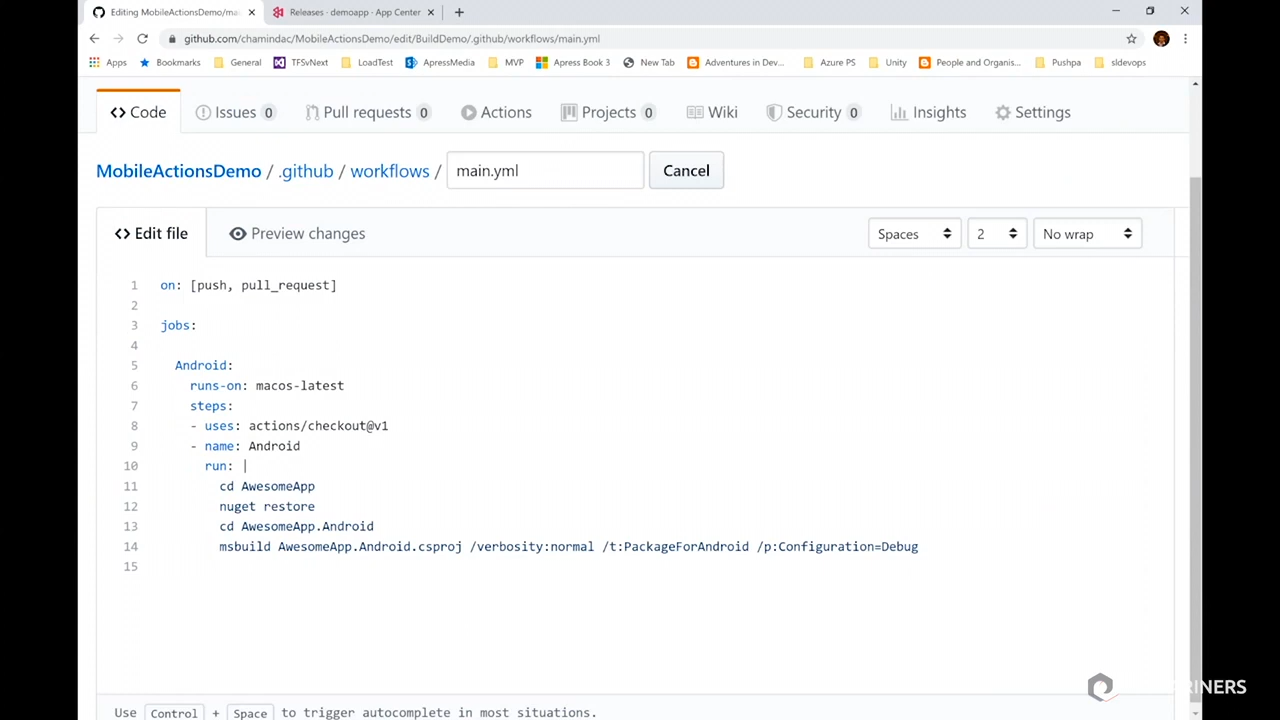 Editing MobileActionsDemo/ma
Releases · demoapp · App Center
github.com/chamindac/MobileActionsDemo/edit/BuildDemo/.github/workflows/main.yml
Apps Bookmarks General TFSvNext LoadTest ApressMedia MVP Apress Book 3 New Tab Adventures in Dev... Azure PS Unity People and Organis... Pushpa sldevops
Code Issues 0 Pull requests 0 Actions Projects 0 Wiki Security 0 Insights Settings
MobileActionsDemo / .github / workflows / main.yml Cancel
<> Edit file Preview changes Spaces 2 No wrap
1 on: [push, pull_request]
2
3 jobs:
4
5 Android:
6 runs-on: macos-latest
7 steps:
8 - uses: actions/checkout@v1
9 - name: Android
10 run: |
11 cd AwesomeApp
12 nuget restore
13 cd AwesomeApp.Android
14 msbuild AwesomeApp.Android.csproj /verbosity:normal /t:PackageForAndroid /p:Configuration=Debug
15
Use Control + Space to trigger autocomplete in most situations.
RINERS